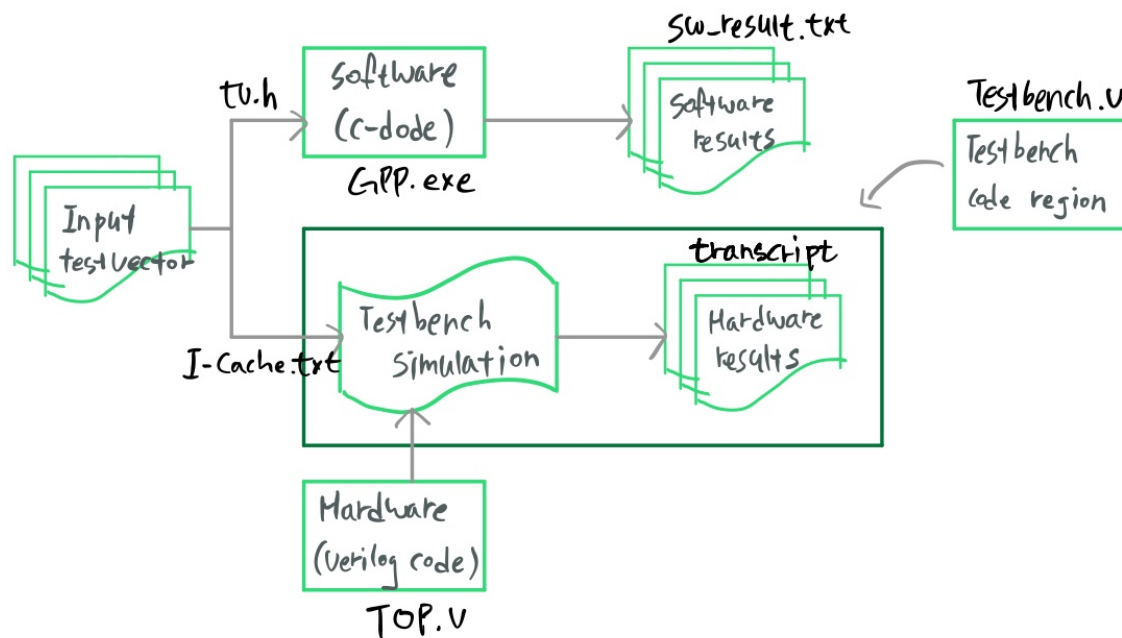 sw_result.txt
tv.h
Software
(c-dode)
GPP.exe
Software
results
Testbench.v
Testbench
code region
Input
testvector
I-Cache.txt
Testbench
simulation
transcript
Hardware
results
Hardware
(Verilog code)
TOP.v